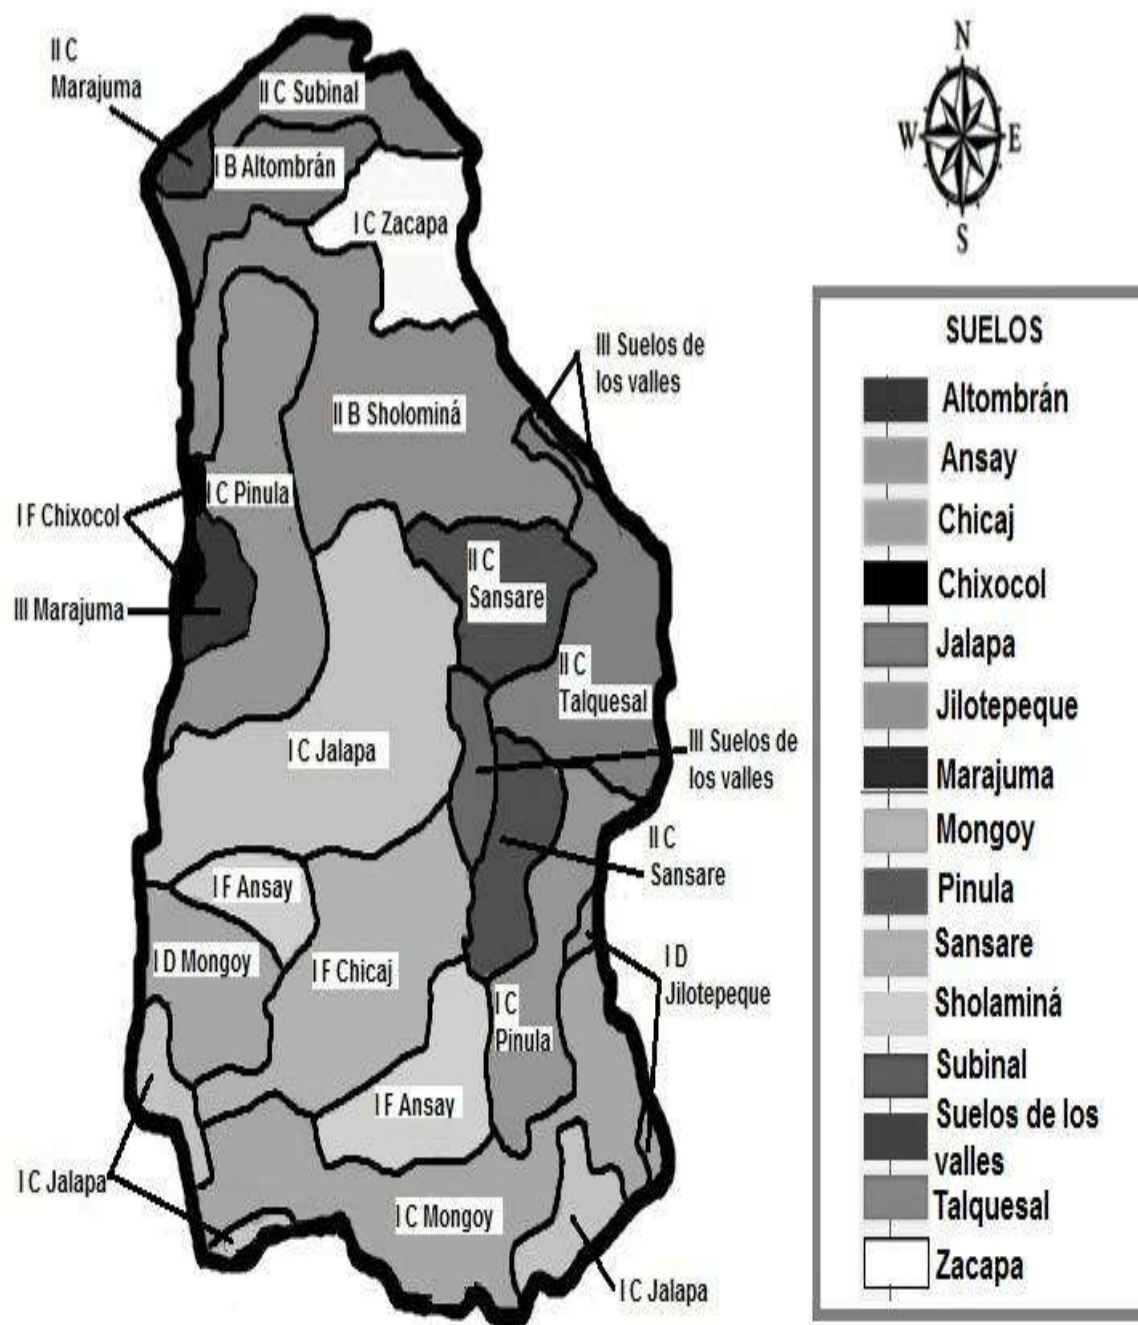 II C
Marajuma
II C Subinal
I B Altombrán
I C Zacapa
III Suelos de
los valles
II B Sholominá
I C Pinula
I F Chixocol
II C
Sansare
III Marajuma
II C
Talquesal
I C Jalapa
III Suelos de
los valles
II C
Sansare
I F Ansay
I D Mongoy
I F Chicaj
I D
Jilotepeque
I C
Pinula
I F Ansay
I C Jalapa
I C Mongoy
I C Jalapa
N
W
E
S
SUELOS
Altombrán
Ansay
Chicaj
Chixocol
Jalapa
Jilotepeque
Marajuma
Mongoy
Pinula
Sansare
Sholaminá
Subinal
Suelos de los
valles
Talquesal
Zacapa